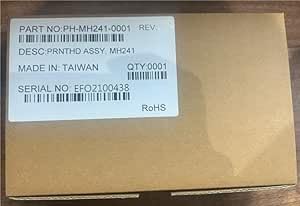 PART NO:PH-MH241-0001 REV.
DESC:PRNTHD ASSY, MH241
MADE IN: TAIWAN QTY:0001
SERIAL NO: EFO2100438
RoHS